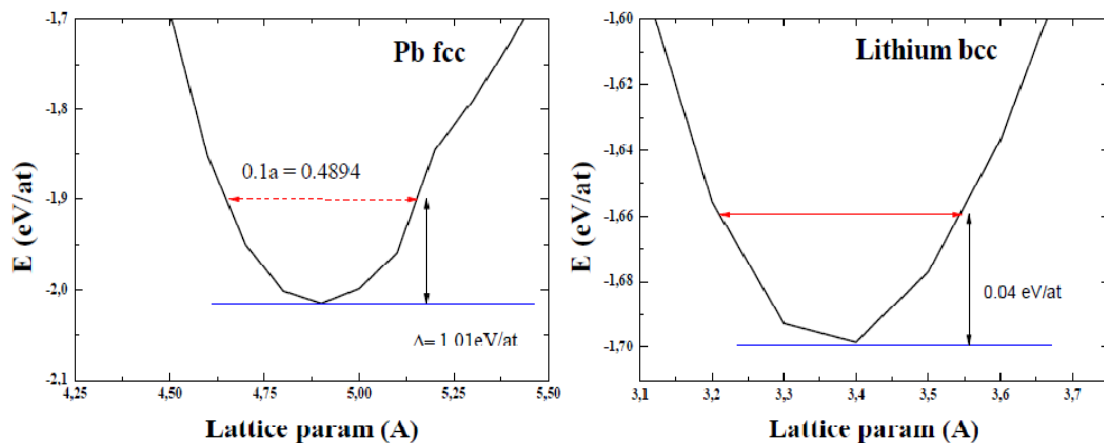 -1,7
Pb fcc
-1,8
0.1a = 0.4894
-1,9
-2,0
Δ= 1.01eV/at
-2,1
4,25 4,50 4,75 5,00 5,25 5,50
E (eV/at)
Lattice param (A)
-1,60
Lithium bcc
-1,62
-1,64
-1,66
-1,68
0.04 eV/at
-1,70
3,1 3,2 3,3 3,4 3,5 3,6 3,7
E (eV/at)
Lattice param (A)